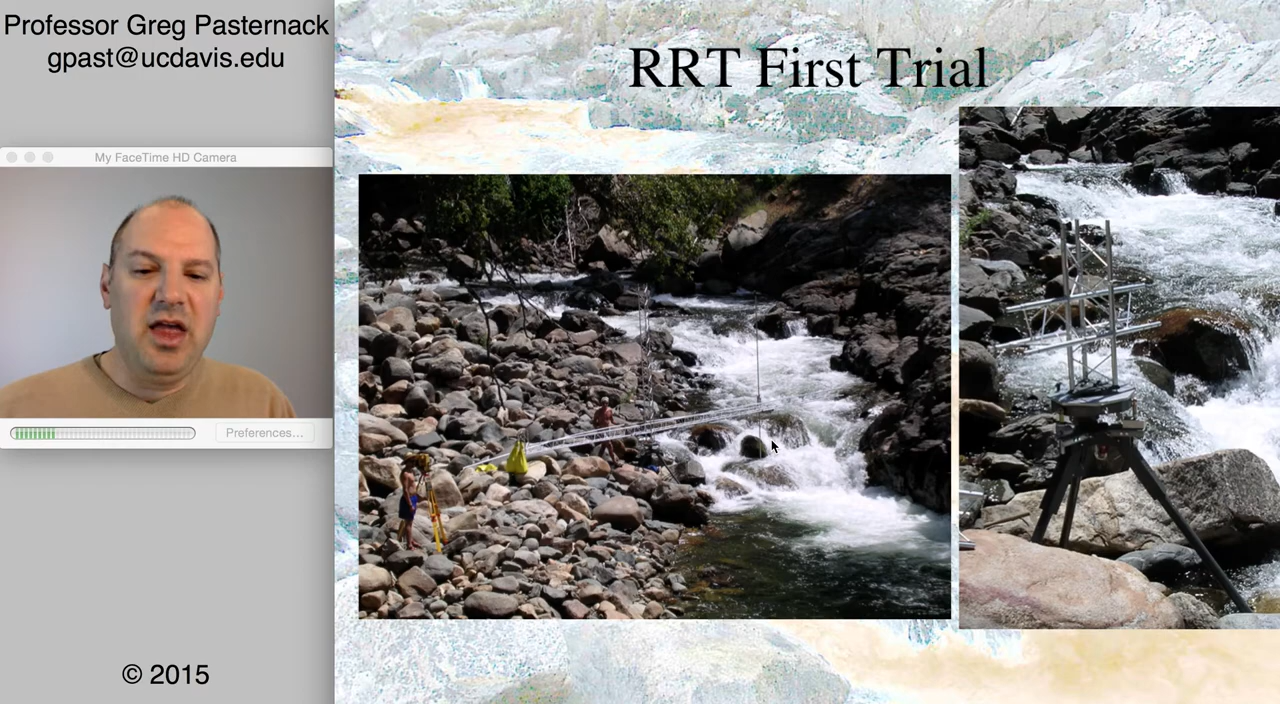 Professor Greg Pasternack
gpast@ucdavis.edu
RRT First Trial
My FaceTime HD Camera
Preferences...
© 2015